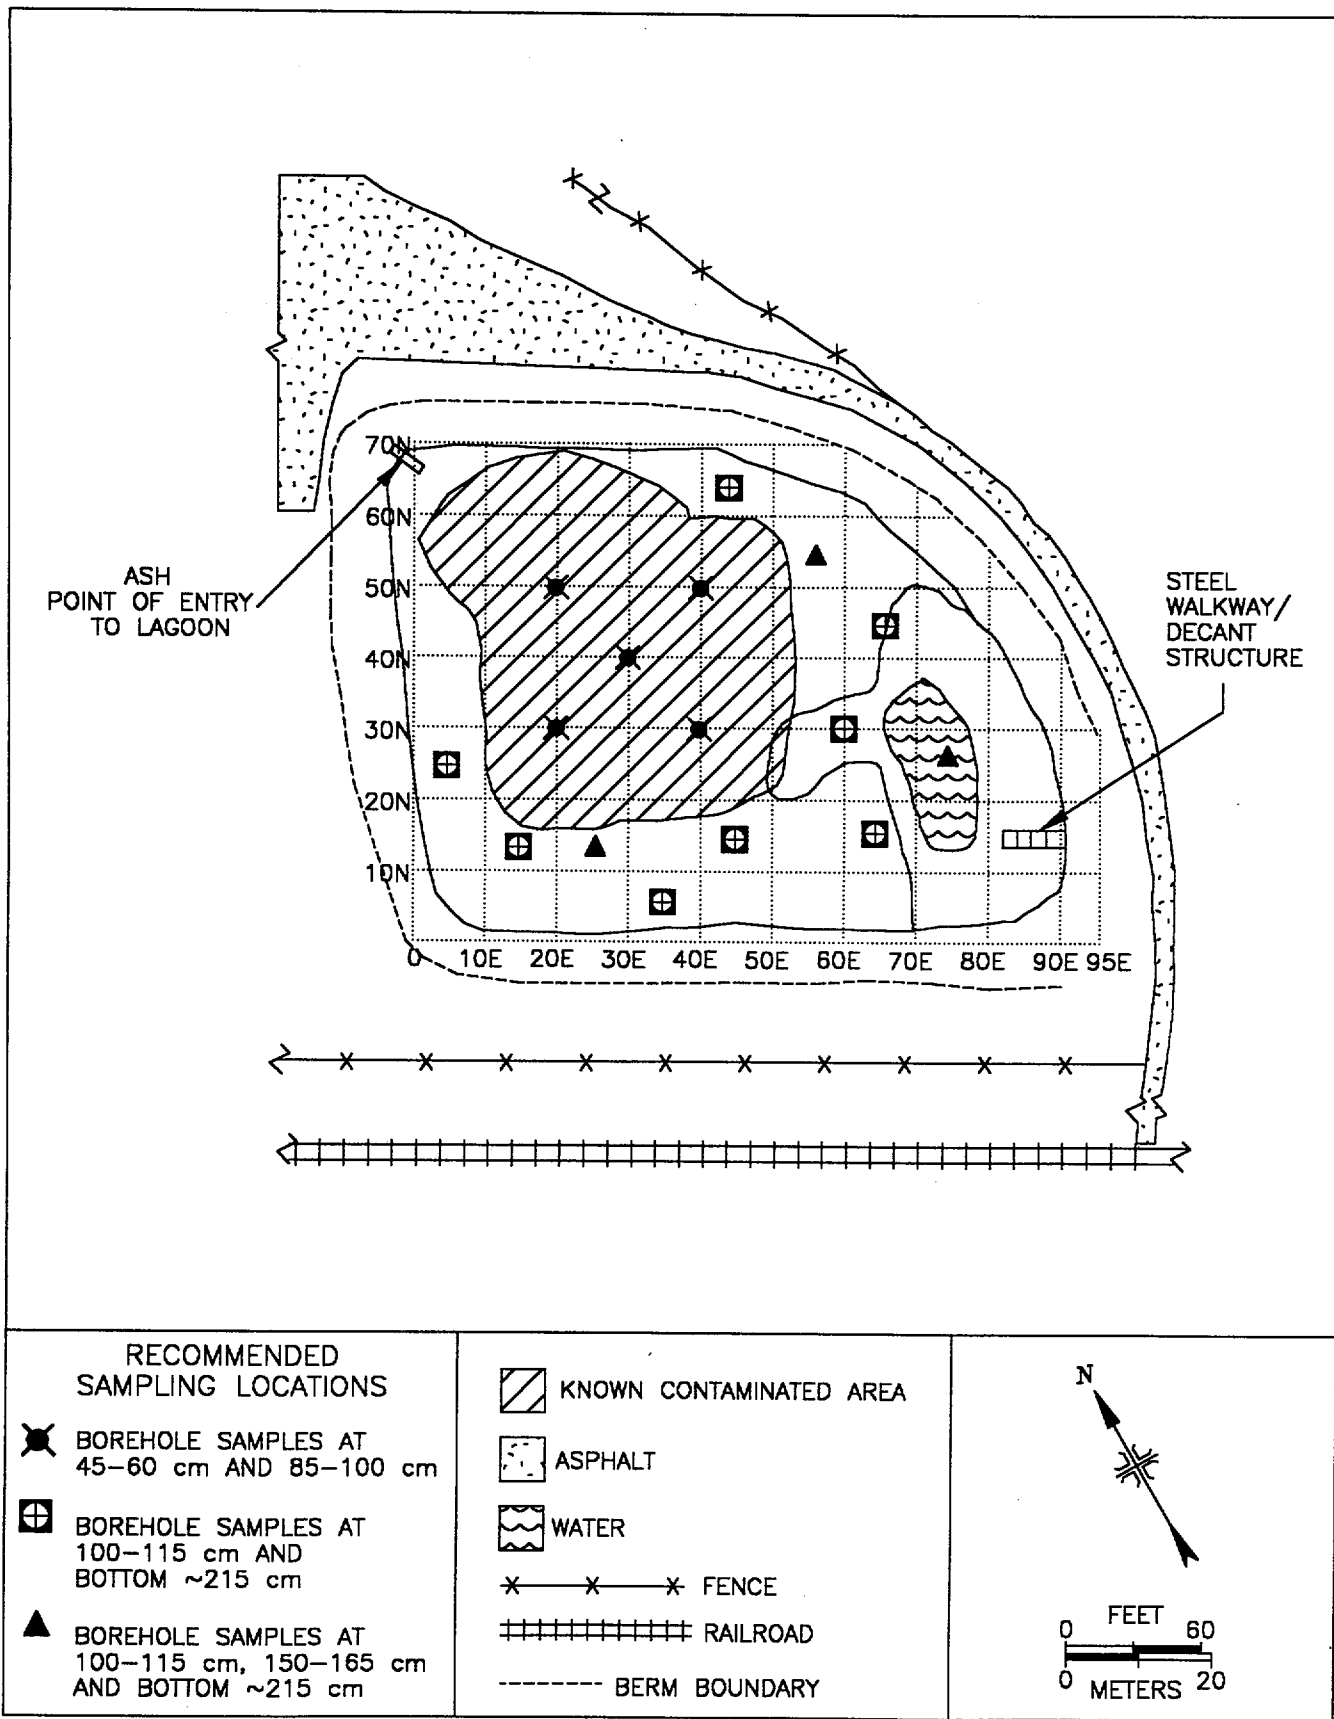 70N
60N
50N
40N
30N
20N
10N
0 10E 20E 30E 40E 50E 60E 70E 80E 90E 95E
ASH
POINT OF ENTRY
TO LAGOON
STEEL
WALKWAY/
DECANT
STRUCTURE
RECOMMENDED
SAMPLING LOCATIONS
BOREHOLE SAMPLES AT
45-60 cm AND 85-100 cm
BOREHOLE SAMPLES AT
100-115 cm AND
BOTTOM ~215 cm
BOREHOLE SAMPLES AT
100-115 cm, 150-165 cm
AND BOTTOM ~215 cm
KNOWN CONTAMINATED AREA
ASPHALT
WATER
FENCE
RAILROAD
BERM BOUNDARY
N
FEET
0 60
0 20
METERS